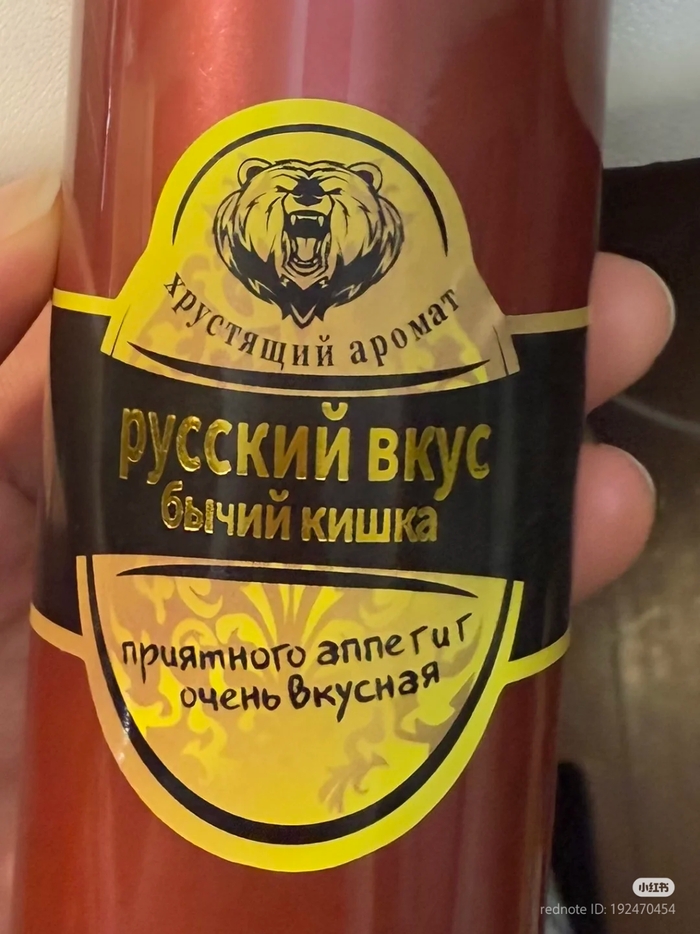 хрустящий аромат
русский вкус
бычий кишка
приятного аппегиг
очень вкусная
小红书
rednote ID: 192470454